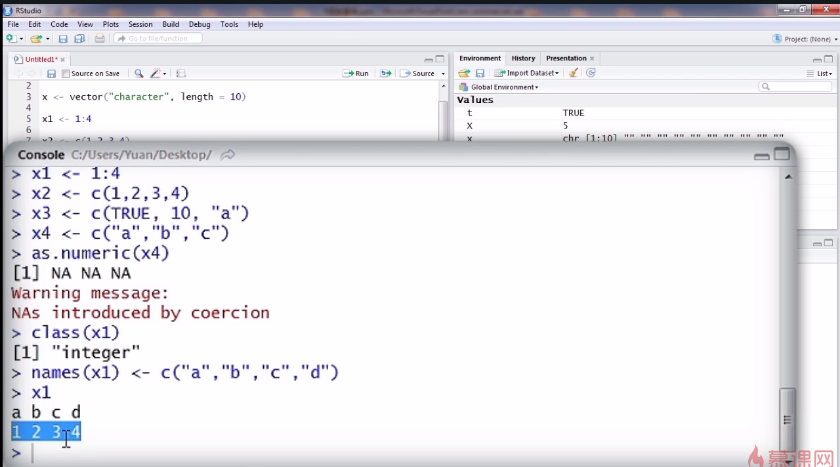 RStudio
File Edit Code View Plots Session Build Debug Tools Help
Go to file/function
Project: (None)
Untitled1*
Source on Save
Run
Source
2
3 x <- vector("character", length = 10)
4
5 x1 <- 1:4
6
Environment History Presentation
Import Dataset
List
Global Environment
Values
t TRUE
X 5
x chr [1:10] "" "" "" "" "" "" "" "" "" ""
Console C:/Users/Yuan/Desktop/
> x1 <- 1:4
> x2 <- c(1,2,3,4)
> x3 <- c(TRUE, 10, "a")
> x4 <- c("a","b","c")
> as.numeric(x4)
[1] NA NA NA
Warning message:
NAs introduced by coercion
> class(x1)
[1] "integer"
> names(x1) <- c("a","b","c","d")
> x1
a b c d
1 2 3 4
>
慕课网